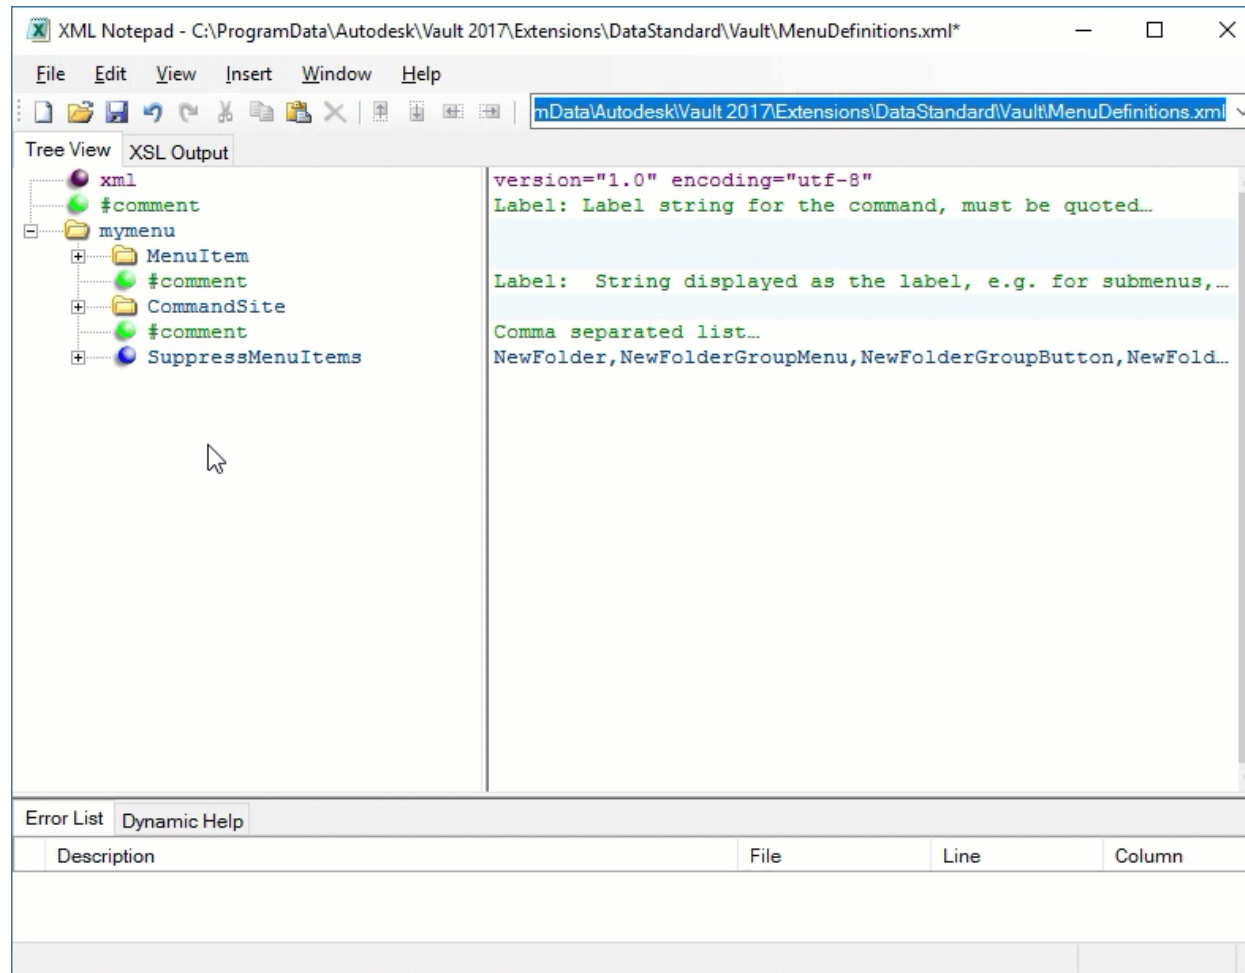 XML Notepad - C:\ProgramData\Autodesk\Vault 2017\Extensions\DataStandard\Vault\MenuDefinitions.xml*
File Edit View Insert Window Help
mData\Autodesk\Vault 2017\Extensions\DataStandard\Vault\MenuDefinitions.xml
Tree View XSL Output
xml version="1.0" encoding="utf-8"
#comment Label: Label string for the command, must be quoted…
mymenu
MenuItem
#comment Label:  String displayed as the label, e.g. for submenus,…
CommandSite
#comment Comma separated list…
SuppressMenuItems NewFolder,NewFolderGroupMenu,NewFolderGroupButton,NewFold…
Error List Dynamic Help
Description File Line Column